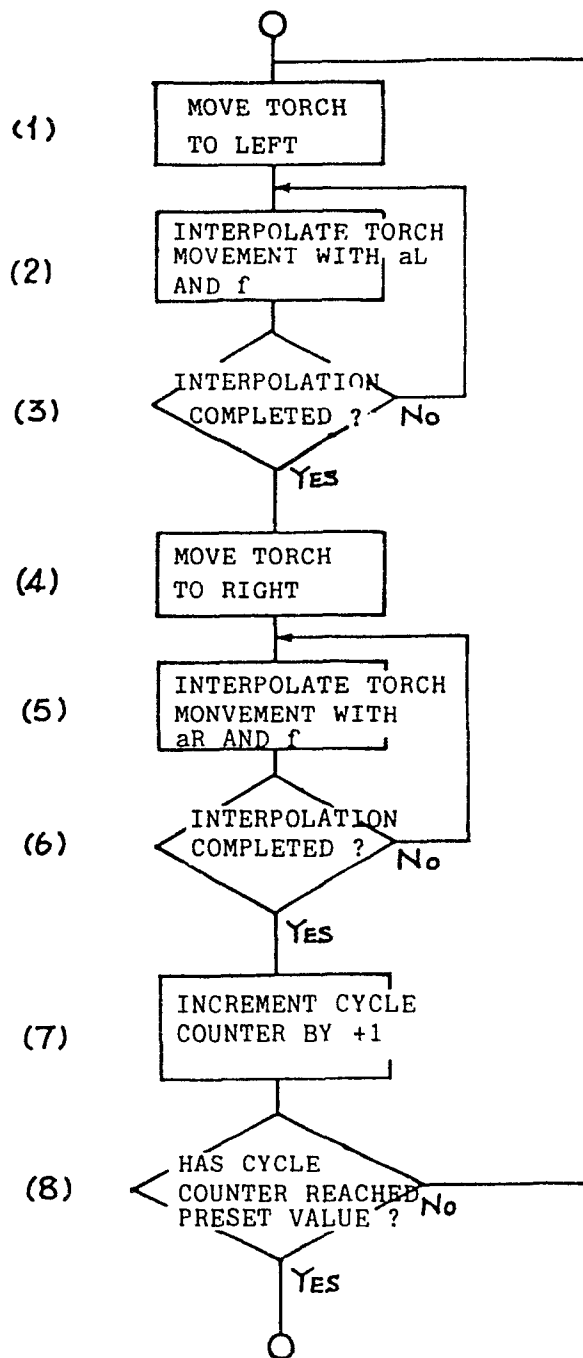 (1)
MOVE TORCH
TO LEFT
(2)
INTERPOLATE TORCH
MOVEMENT WITH aL
AND f
(3)
INTERPOLATION
COMPLETED ?
No
YES
(4)
MOVE TORCH
TO RIGHT
(5)
INTERPOLATE TORCH
MONVEMENT WITH
aR AND f
(6)
INTERPOLATION
COMPLETED ?
No
YES
(7)
INCREMENT CYCLE
COUNTER BY +1
(8)
HAS CYCLE
COUNTER REACHED
PRESET VALUE ?
No
YES